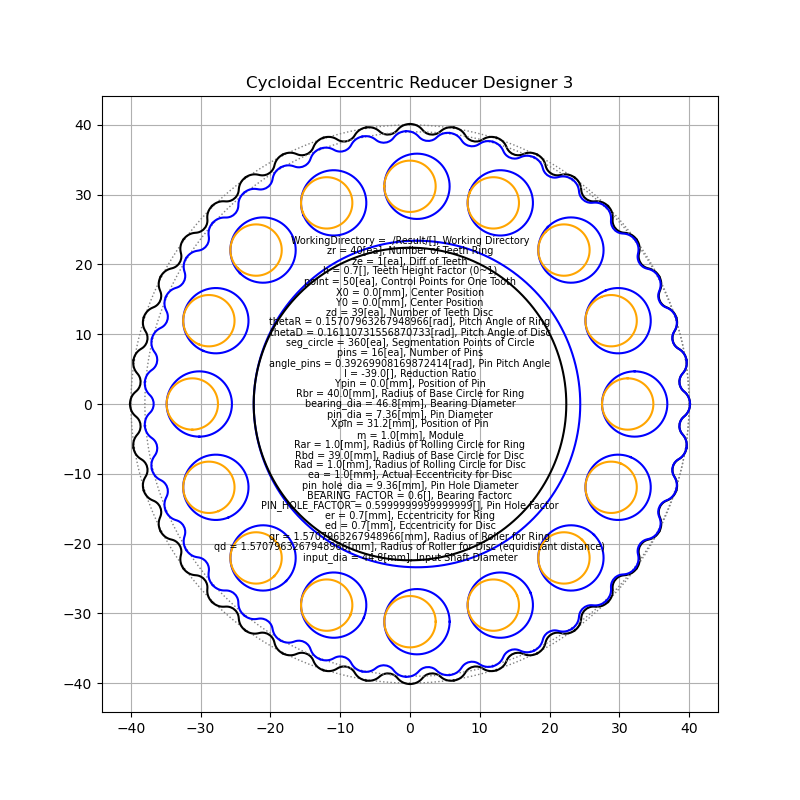 Cycloidal Eccentric Reducer Designer 3
40
30
20
10
0
−10
−20
−30
−40
WorkingDirectory = ./Result/[], Working Directory
zr = 40[ea], Number of Teeth Ring
ze = 1[ea], Diff of Teeth
k = 0.7[], Teeth Height Factor (0~1)
point = 50[ea], Control Points for One Tooth
X0 = 0.0[mm], Center Position
Y0 = 0.0[mm], Center Position
zd = 39[ea], Number of Teeth Disc
thetaR = 0.15707963267948966[rad], Pitch Angle of Ring
thetaD = 0.16110731556870733[rad], Pitch Angle of Disc
seg_circle = 360[ea], Segmentation Points of Circle
pins = 16[ea], Number of Pins
angle_pins = 0.39269908169872414[rad], Pin Pitch Angle
i = -39.0[], Reduction Ratio
Ypin = 0.0[mm], Position of Pin
Rbr = 40.0[mm], Radius of Base Circle for Ring
bearing_dia = 46.8[mm], Bearing Diameter
pin_dia = 7.36[mm], Pin Diameter
Xpin = 31.2[mm], Position of Pin
m = 1.0[mm], Module
Rar = 1.0[mm], Radius of Rolling Circle for Ring
Rbd = 39.0[mm], Radius of Base Circle for Disc
Rad = 1.0[mm], Radius of Rolling Circle for Disc
ea = 1.0[mm], Actual Eccentricity for Disc
pin_hole_dia = 9.36[mm], Pin Hole Diameter
BEARING_FACTOR = 0.6[], Bearing Factorc
PIN_HOLE_FACTOR = 0.5999999999999999[], Pin Hole Factor
er = 0.7[mm], Eccentricity for Ring
ed = 0.7[mm], Eccentricity for Disc
qr = 1.5707963267948966[mm], Radius of Roller for Ring
qd = 1.5707963267948966[mm], Radius of Roller for Disc (equidistant distance)
input_dia = 44.8[mm], Input Shaft Diameter
−40 −30 −20 −10 0 10 20 30 40